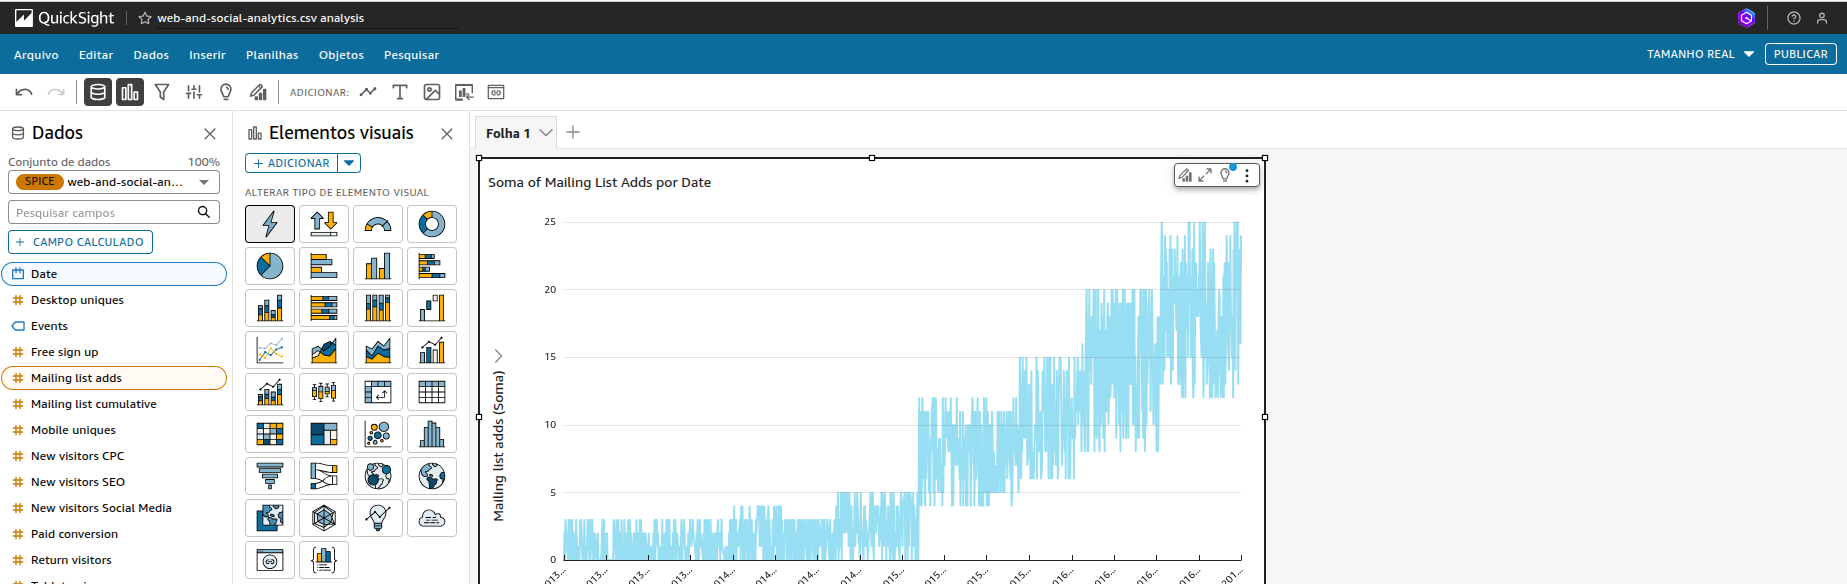 QuickSight
web-and-social-analytics.csv analysis
Arquivo Editar Dados Inserir Planilhas Objetos Pesquisar
TAMANHO REAL
PUBLICAR
ADICIONAR:
Dados
Conjunto de dados 100%
SPICE web-and-social-an...
Pesquisar campos
+ CAMPO CALCULADO
Date
Desktop uniques
Events
Free sign up
Mailing list adds
Mailing list cumulative
Mobile uniques
New visitors CPC
New visitors SEO
New visitors Social Media
Paid conversion
Return visitors
Elementos visuais
+ ADICIONAR
ALTERAR TIPO DE ELEMENTO VISUAL
Folha 1
Soma of Mailing List Adds por Date
Mailing list adds (Soma)
25
20
15
10
5
0
013... 013... 013... 013... 014... 014... 014... 014... 015... 015... 015... 015... 016... 016... 016... 016... 201...